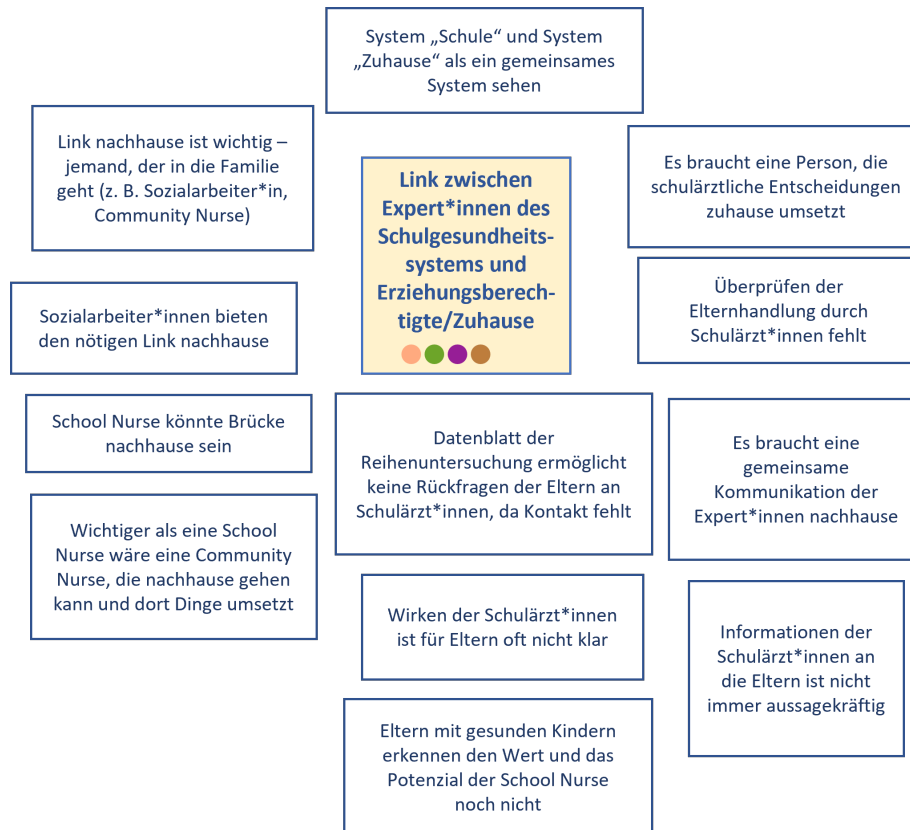 System „Schule“ und System
„Zuhause“ als ein gemeinsames
System sehen
Link nachhause ist wichtig –
jemand, der in die Familie
geht (z. B. Sozialarbeiter*in,
Community Nurse)
Es braucht eine Person, die
schulärztliche Entscheidungen
zuhause umsetzt
Link zwischen
Expert*innen des
Schulgesundheits-
systems und
Erziehungsberech-
tigte/Zuhause
Überprüfen der
Elternhandlung durch
Schulärzt*innen fehlt
Sozialarbeiter*innen bieten
den nötigen Link nachhause
School Nurse könnte Brücke
nachhause sein
Datenblatt der
Reihenuntersuchung ermöglicht
keine Rückfragen der Eltern an
Schulärzt*innen, da Kontakt fehlt
Es braucht eine
gemeinsame
Kommunikation der
Expert*innen nachhause
Wichtiger als eine School
Nurse wäre eine Community
Nurse, die nachhause gehen
kann und dort Dinge umsetzt
Wirken der Schulärzt*innen
ist für Eltern oft nicht klar
Informationen der
Schulärzt*innen an
die Eltern ist nicht
immer aussagekräftig
Eltern mit gesunden Kindern
erkennen den Wert und das
Potenzial der School Nurse
noch nicht